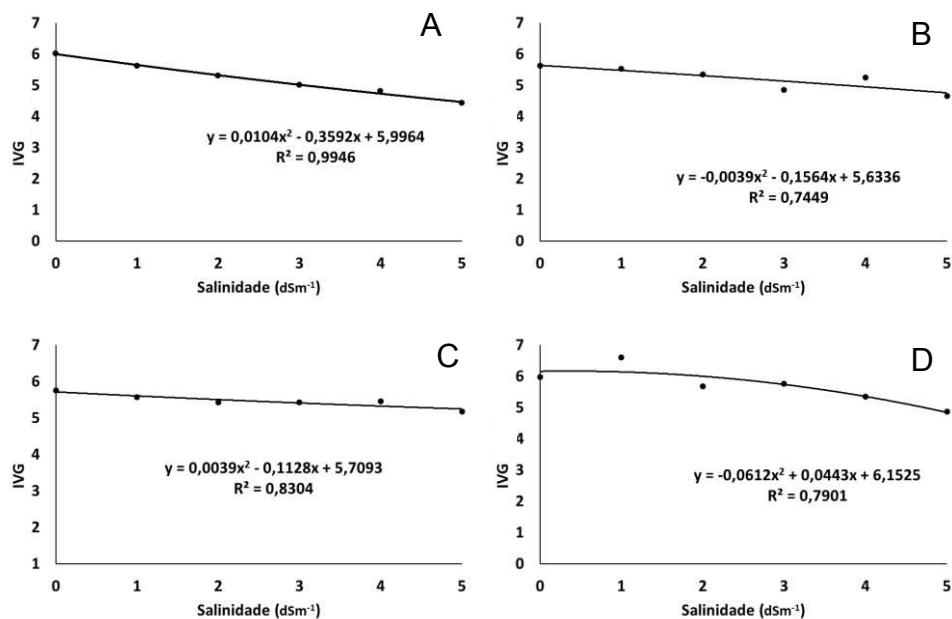 A
7
6
5
4
3
2
1
0
IVG
y = 0,0104x² - 0,3592x + 5,9964
R² = 0,9946
0 1 2 3 4 5
Salinidade (dSm⁻¹)
B
7
6
5
4
3
2
1
0
IVG
y = -0,0039x² - 0,1564x + 5,6336
R² = 0,7449
0 1 2 3 4 5
Salinidade (dSm⁻¹)
C
7
6
5
4
3
2
1
IVG
y = 0,0039x² - 0,1128x + 5,7093
R² = 0,8304
0 1 2 3 4 5
Salinidade (dSm⁻¹)
D
7
6
5
4
3
2
1
0
IVG
y = -0,0612x² + 0,0443x + 6,1525
R² = 0,7901
0 1 2 3 4 5
Salinidade (dSm⁻¹)